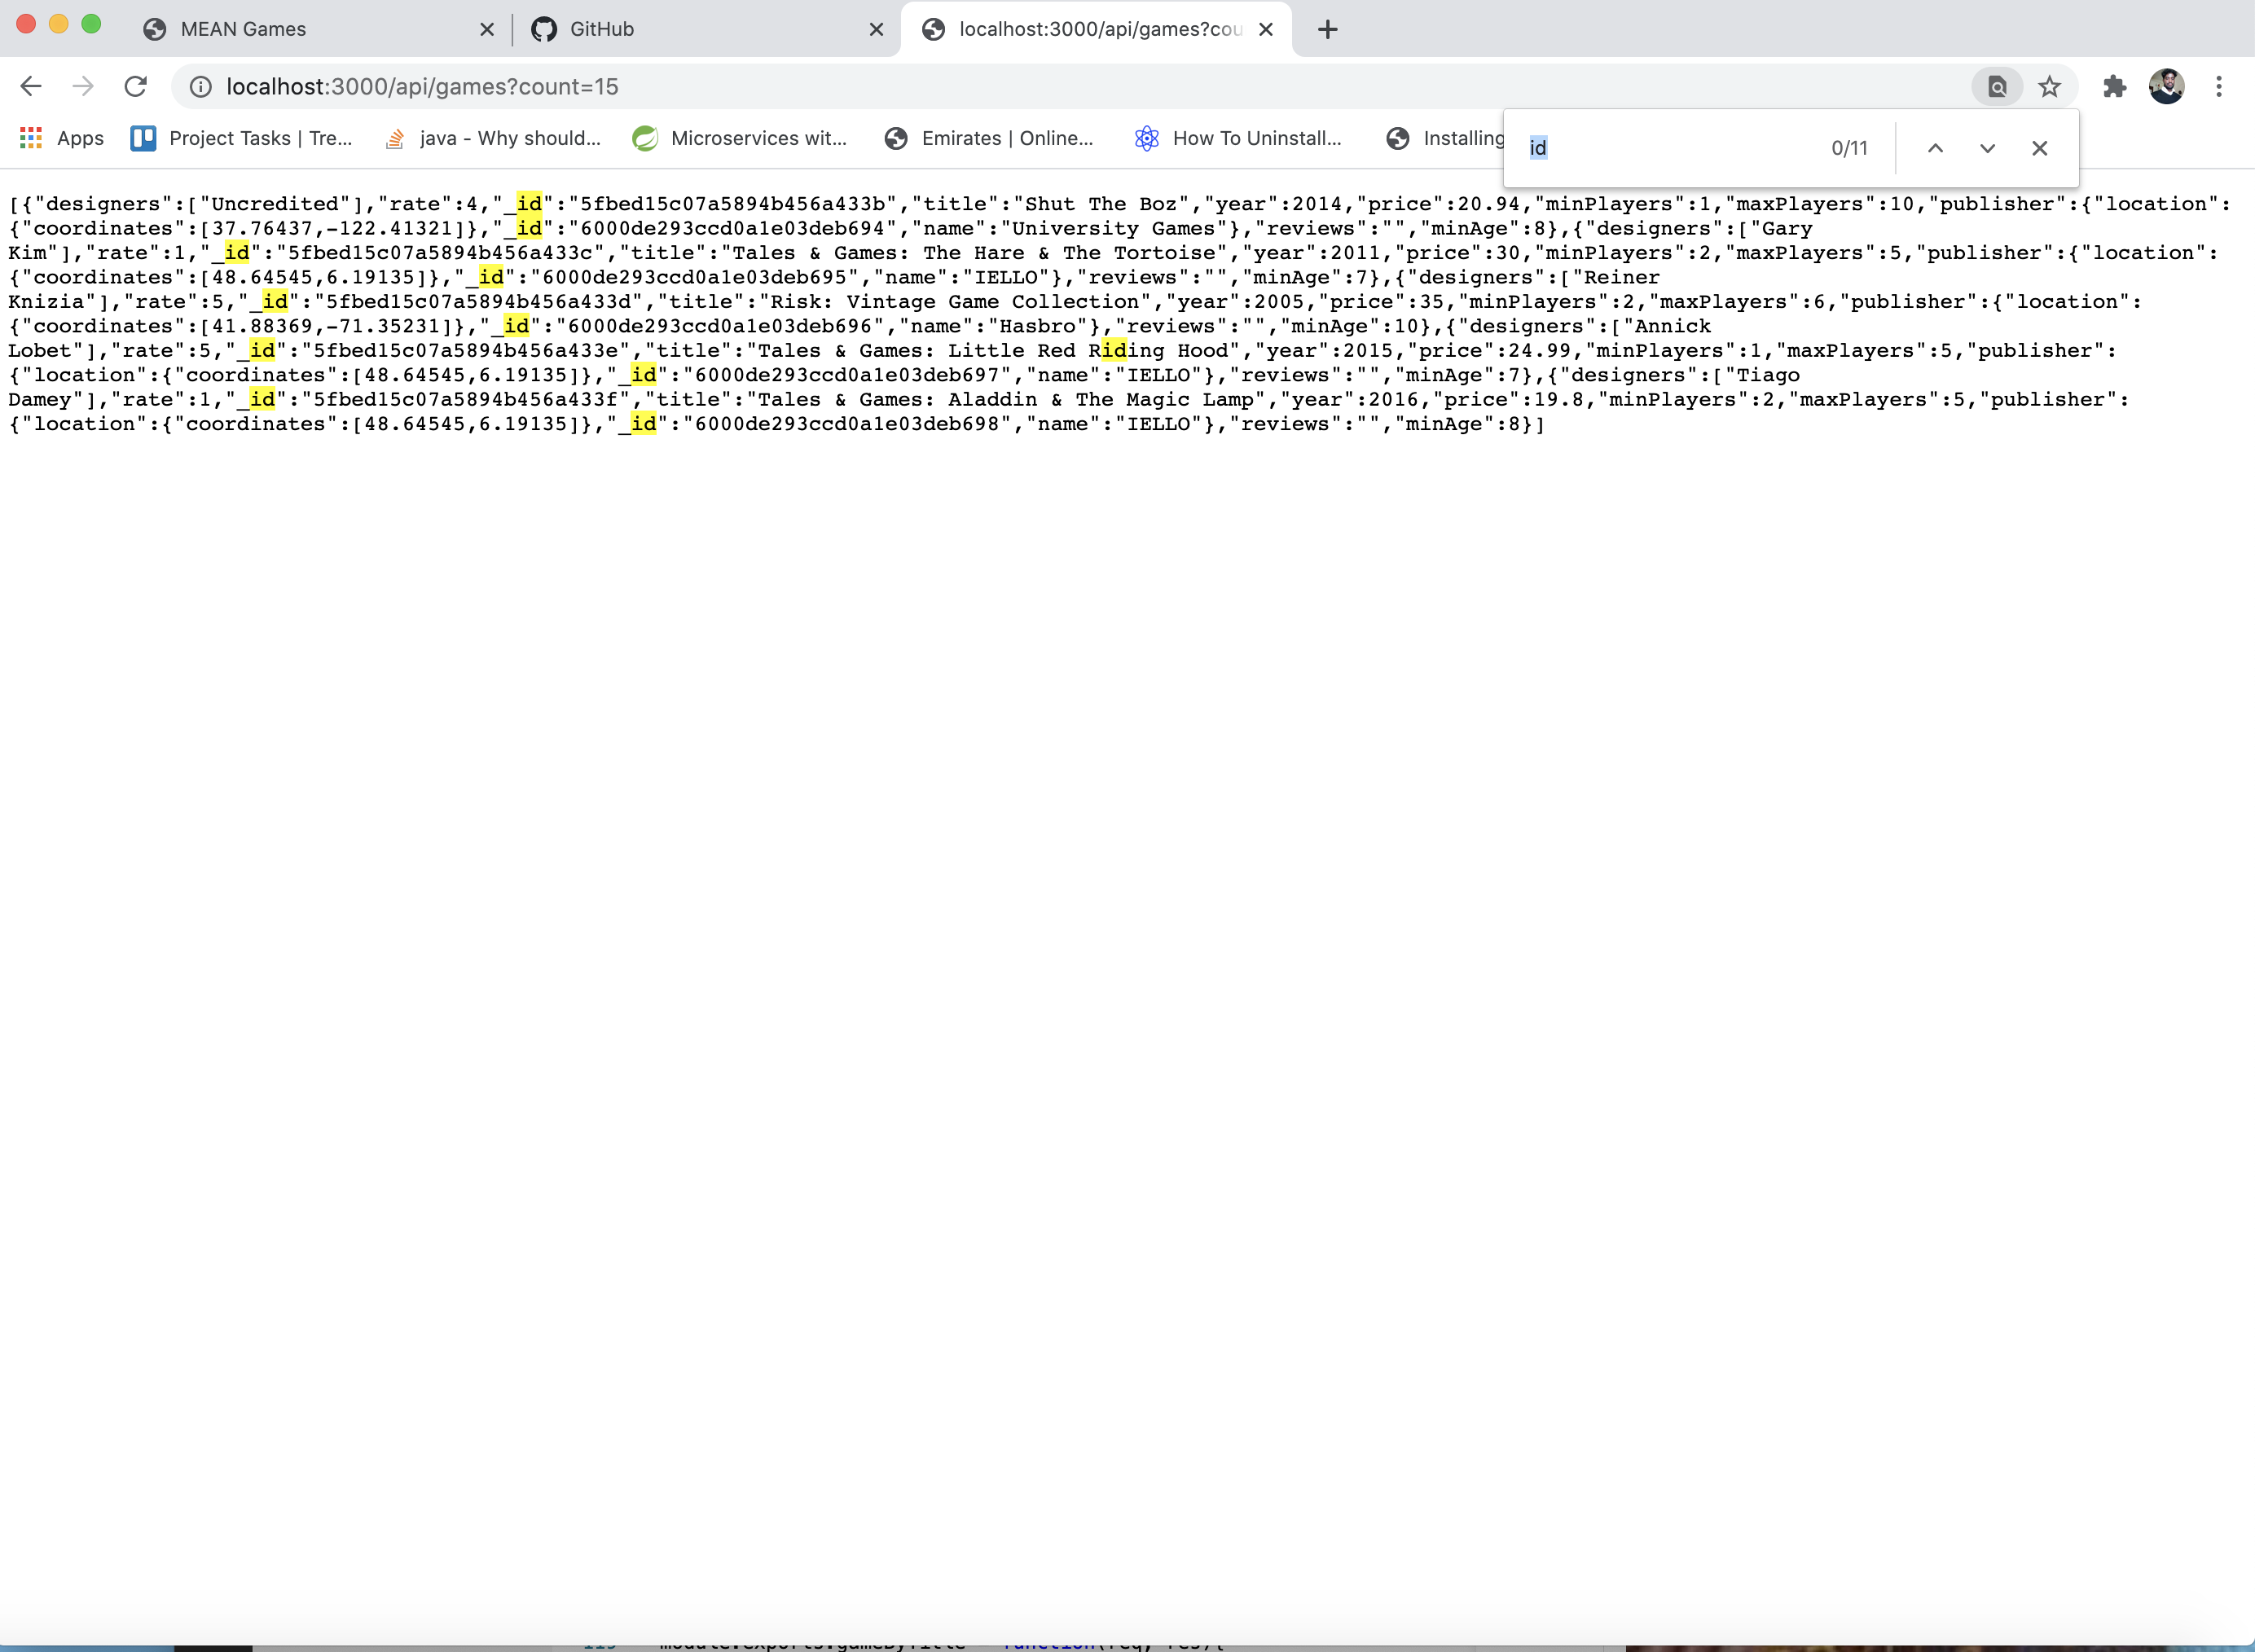 MEAN Games
GitHub
localhost:3000/api/games?cou
localhost:3000/api/games?count=15
Apps
Project Tasks | Tre...
java - Why should...
Microservices wit...
Emirates | Online...
How To Uninstall...
Installing
id
0/11
[{"designers":["Uncredited"],"rate":4,"_id":"5fbed15c07a5894b456a433b","title":"Shut The Boz","year":2014,"price":20.94,"minPlayers":1,"maxPlayers":10,"publisher":{"location":
{"coordinates":[37.76437,-122.41321]},"_id":"6000de293ccd0a1e03deb694","name":"University Games"},"reviews":"","minAge":8},{"designers":["Gary
Kim"],"rate":1,"_id":"5fbed15c07a5894b456a433c","title":"Tales & Games: The Hare & The Tortoise","year":2011,"price":30,"minPlayers":2,"maxPlayers":5,"publisher":{"location":
{"coordinates":[48.64545,6.19135]},"_id":"6000de293ccd0a1e03deb695","name":"IELLO"},"reviews":"","minAge":7},{"designers":["Reiner
Knizia"],"rate":5,"_id":"5fbed15c07a5894b456a433d","title":"Risk: Vintage Game Collection","year":2005,"price":35,"minPlayers":2,"maxPlayers":6,"publisher":{"location":
{"coordinates":[41.88369,-71.35231]},"_id":"6000de293ccd0a1e03deb696","name":"Hasbro"},"reviews":"","minAge":10},{"designers":["Annick
Lobet"],"rate":5,"_id":"5fbed15c07a5894b456a433e","title":"Tales & Games: Little Red Riding Hood","year":2015,"price":24.99,"minPlayers":1,"maxPlayers":5,"publisher":
{"location":{"coordinates":[48.64545,6.19135]},"_id":"6000de293ccd0a1e03deb697","name":"IELLO"},"reviews":"","minAge":7},{"designers":["Tiago
Damey"],"rate":1,"_id":"5fbed15c07a5894b456a433f","title":"Tales & Games: Aladdin & The Magic Lamp","year":2016,"price":19.8,"minPlayers":2,"maxPlayers":5,"publisher":
{"location":{"coordinates":[48.64545,6.19135]},"_id":"6000de293ccd0a1e03deb698","name":"IELLO"},"reviews":"","minAge":8}]
module.exports.gameByTitle = function(req, res){